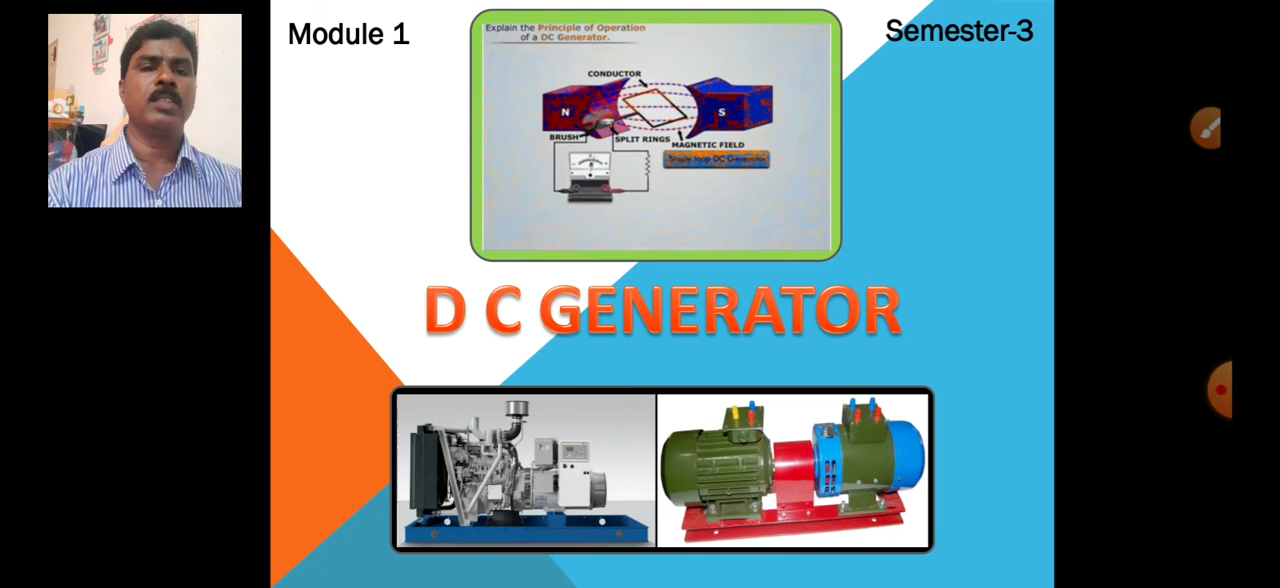 Module 1
Semester-3
Explain the Principle of Operation
of a DC Generator.
CONDUCTOR
N
S
BRUSH
SPLIT RINGS
MAGNETIC FIELD
Single loop DC Generator
D C GENERATOR